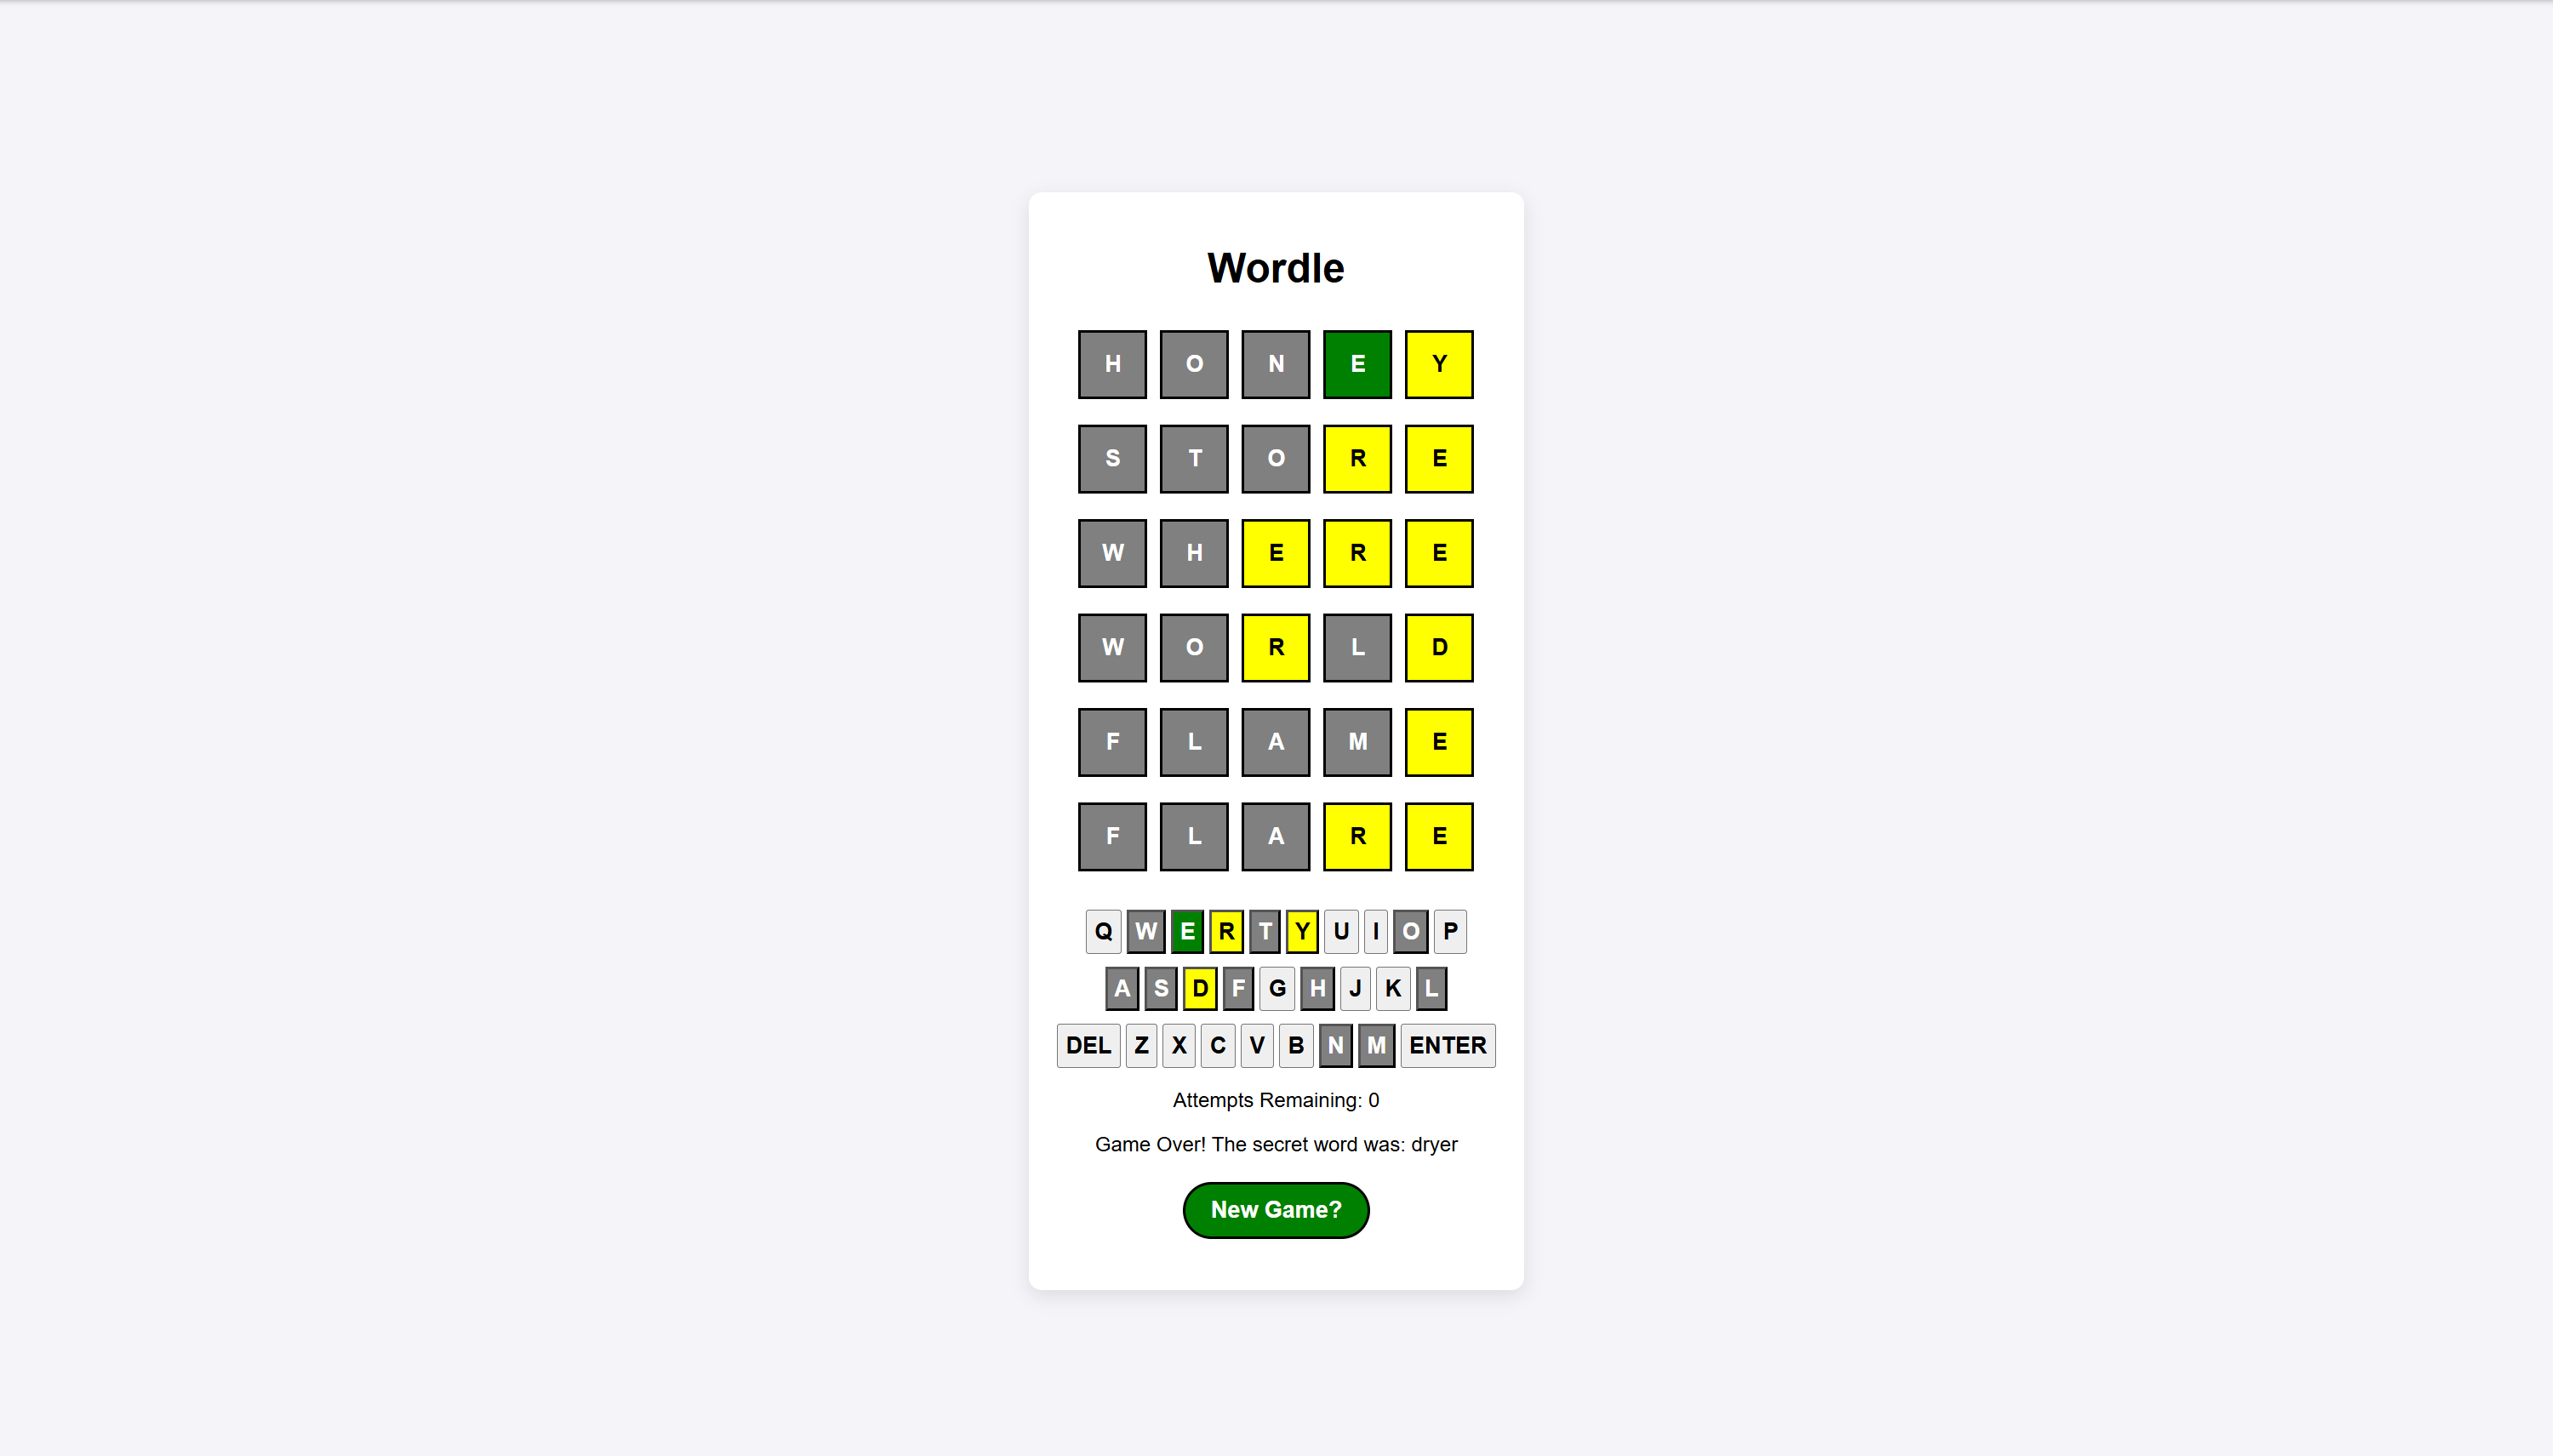 Wordle
H O N E Y
S T O R E
W H E R E
W O R L D
F L A M E
F L A R E
Q W E R T Y U I O P
A S D F G H J K L
DEL Z X C V B N M ENTER
Attempts Remaining: 0
Game Over! The secret word was: dryer
New Game?